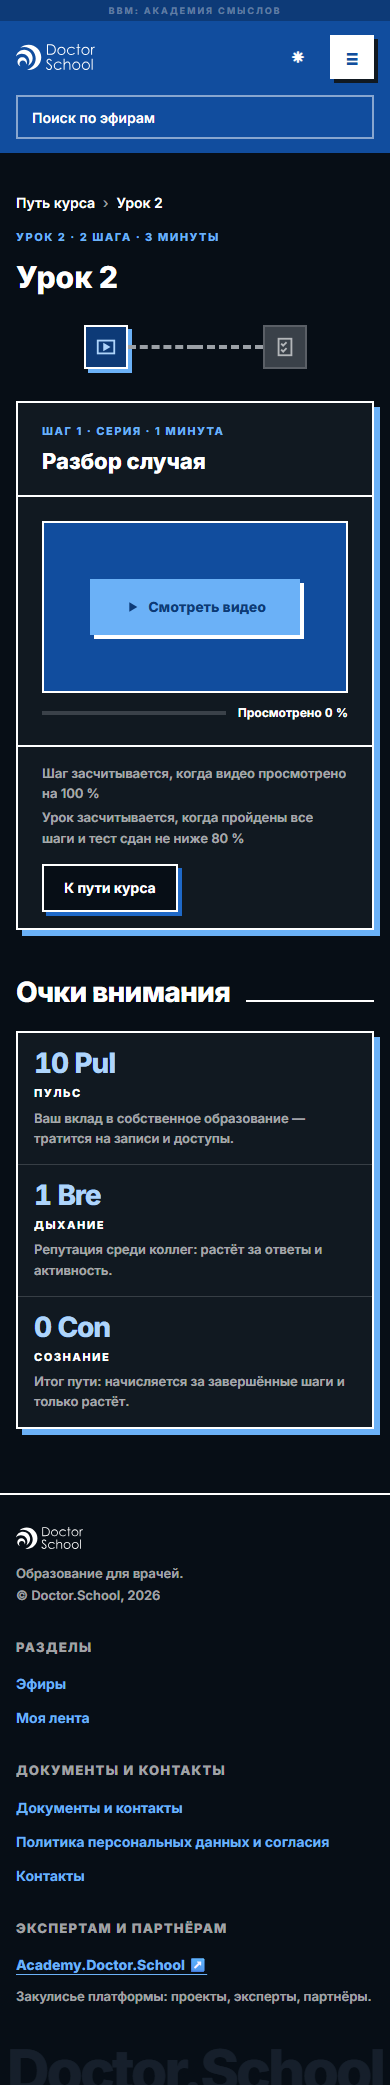 ВВМ: АКАДЕМИЯ СМЫСЛОВ
Doctor
School
Поиск по эфирам
Путь курса › Урок 2
УРОК 2 · 2 ШАГА · 3 МИНУТЫ
Урок 2
ШАГ 1 · СЕРИЯ · 1 МИНУТА
Разбор случая
Смотреть видео
Просмотрено 0 %
Шаг засчитывается, когда видео просмотрено
на 100 %
Урок засчитывается, когда пройдены все
шаги и тест сдан не ниже 80 %
К пути курса
Очки внимания
10 Pul
ПУЛЬС
Ваш вклад в собственное образование —
тратится на записи и доступы.
1 Bre
ДЫХАНИЕ
Репутация среди коллег: растёт за ответы и
активность.
0 Con
СОЗНАНИЕ
Итог пути: начисляется за завершённые шаги и
только растёт.
Doctor
School
Образование для врачей.
© Doctor.School, 2026
РАЗДЕЛЫ
Эфиры
Моя лента
ДОКУМЕНТЫ И КОНТАКТЫ
Документы и контакты
Политика персональных данных и согласия
Контакты
ЭКСПЕРТАМ И ПАРТНЁРАМ
Academy.Doctor.School
Закулисье платформы: проекты, эксперты, партнёры.
Doctor.School